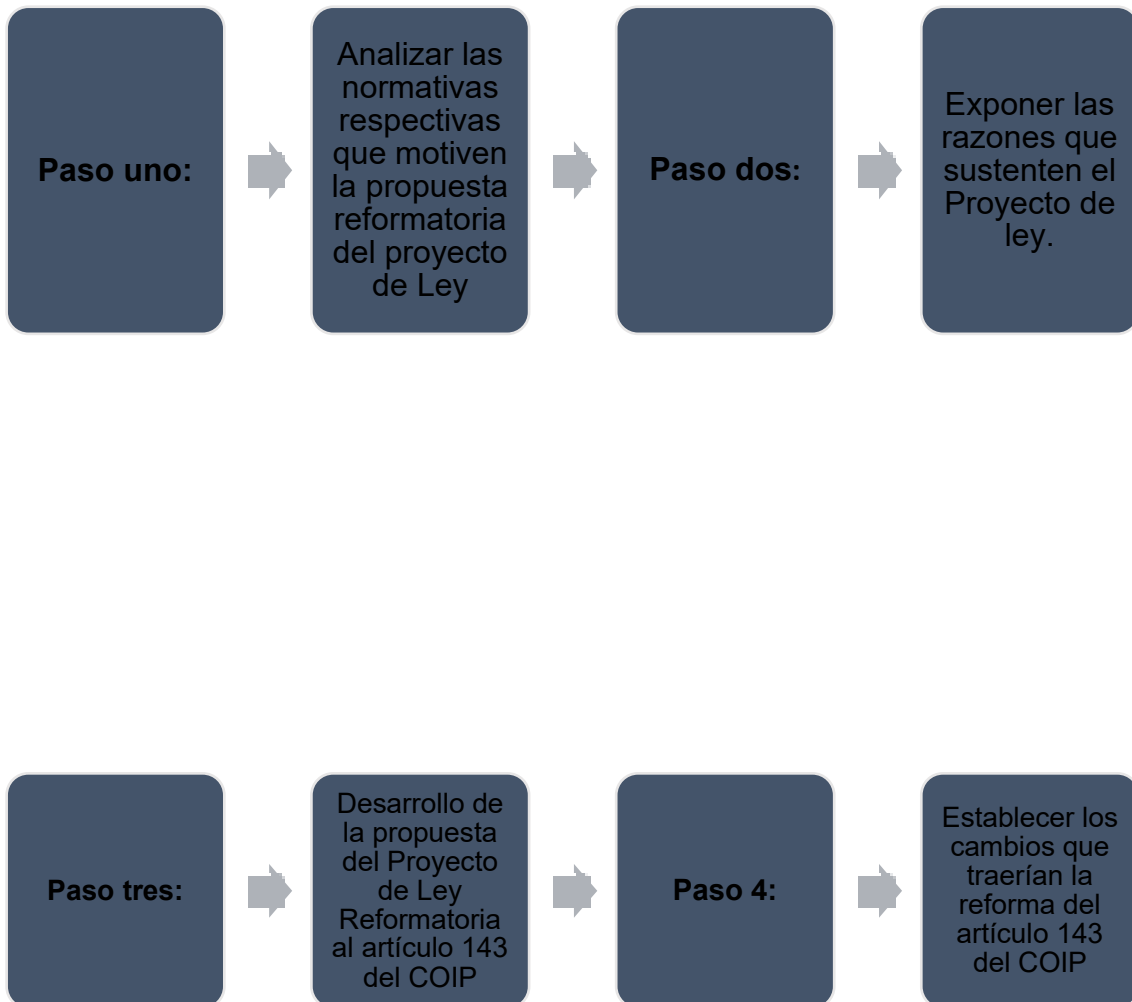 Paso uno:
Analizar las
normativas
respectivas
que motiven
la propuesta
reformatoria
del proyecto
de Ley
Paso dos:
Exponer las
razones que
sustenten el
Proyecto de
ley.
Paso tres:
Desarrollo de
la propuesta
del Proyecto
de Ley
Reformatoria
al artículo 143
del COIP
Paso 4:
Establecer los
cambios que
traerían la
reforma del
artículo 143
del COIP